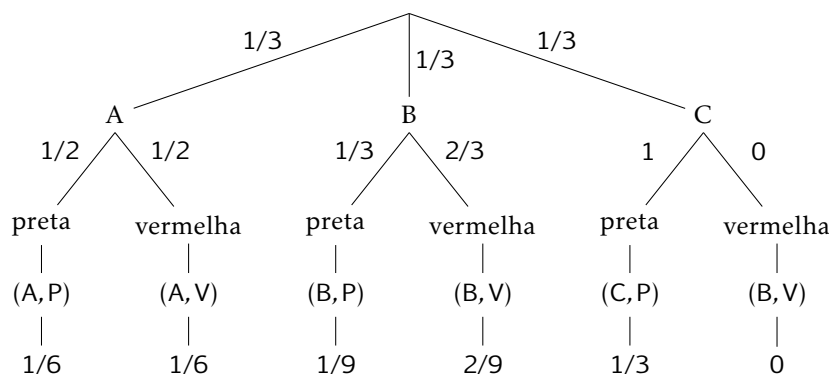 1/3 1/3 1/3
A B C
1/2 1/2 1/3 2/3 1 0
preta vermelha preta vermelha preta vermelha
(A, P) (A, V) (B, P) (B, V) (C, P) (B, V)
1/6 1/6 1/9 2/9 1/3 0